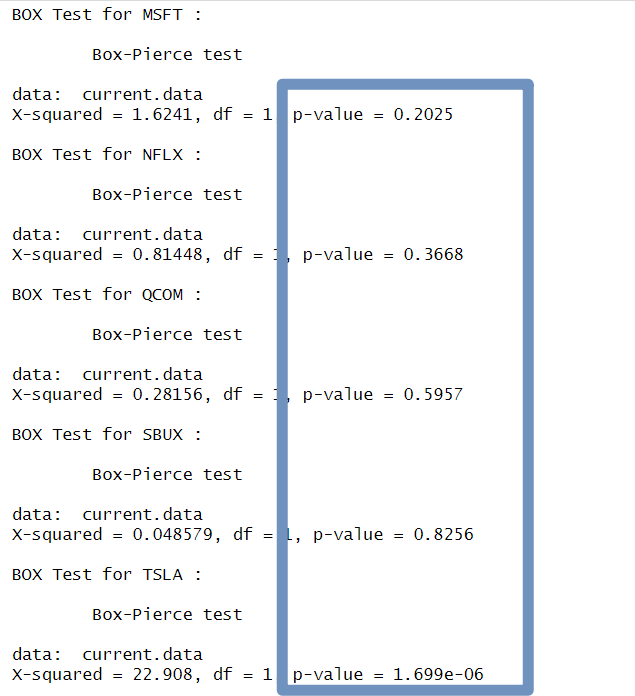 BOX Test for MSFT :
Box-Pierce test
data: current.data
X-squared = 1.6241, df = 1, p-value = 0.2025
BOX Test for NFLX :
Box-Pierce test
data: current.data
X-squared = 0.81448, df = 1, p-value = 0.3668
BOX Test for QCOM :
Box-Pierce test
data: current.data
X-squared = 0.28156, df = 1, p-value = 0.5957
BOX Test for SBUX :
Box-Pierce test
data: current.data
X-squared = 0.048579, df = 1, p-value = 0.8256
BOX Test for TSLA :
Box-Pierce test
data: current.data
X-squared = 22.908, df = 1, p-value = 1.699e-06